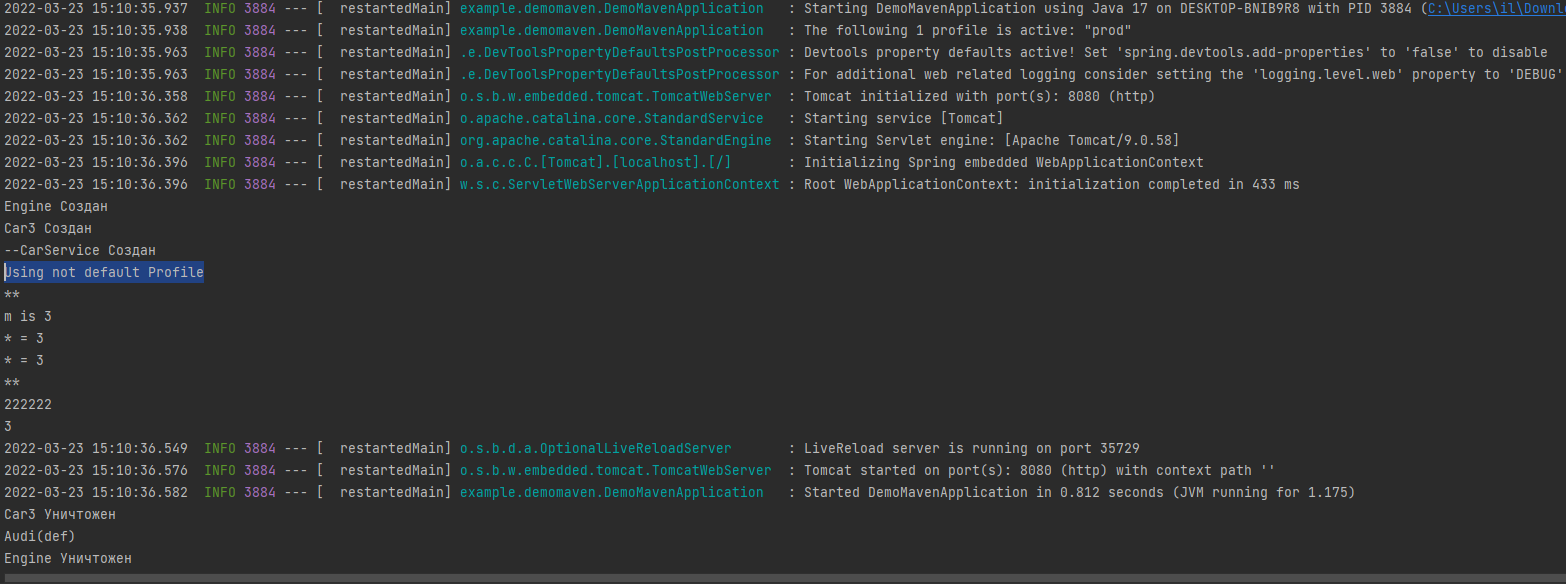 2022-03-23 15:10:35.937  INFO 3884 --- [  restartedMain] example.demomaven.DemoMavenApplication   : Starting DemoMavenApplication using Java 17 on DESKTOP-BNIB9R8 with PID 3884 (C:\Users\il\Downl
2022-03-23 15:10:35.938  INFO 3884 --- [  restartedMain] example.demomaven.DemoMavenApplication   : The following 1 profile is active: "prod"
2022-03-23 15:10:35.963  INFO 3884 --- [  restartedMain] .e.DevToolsPropertyDefaultsPostProcessor : Devtools property defaults active! Set 'spring.devtools.add-properties' to 'false' to disable
2022-03-23 15:10:35.963  INFO 3884 --- [  restartedMain] .e.DevToolsPropertyDefaultsPostProcessor : For additional web related logging consider setting the 'logging.level.web' property to 'DEBUG'
2022-03-23 15:10:36.358  INFO 3884 --- [  restartedMain] o.s.b.w.embedded.tomcat.TomcatWebServer  : Tomcat initialized with port(s): 8080 (http)
2022-03-23 15:10:36.362  INFO 3884 --- [  restartedMain] o.apache.catalina.core.StandardService   : Starting service [Tomcat]
2022-03-23 15:10:36.362  INFO 3884 --- [  restartedMain] org.apache.catalina.core.StandardEngine  : Starting Servlet engine: [Apache Tomcat/9.0.58]
2022-03-23 15:10:36.396  INFO 3884 --- [  restartedMain] o.a.c.c.C.[Tomcat].[localhost].[/]       : Initializing Spring embedded WebApplicationContext
2022-03-23 15:10:36.396  INFO 3884 --- [  restartedMain] w.s.c.ServletWebServerApplicationContext : Root WebApplicationContext: initialization completed in 433 ms
Engine Создан
Car3 Создан
--CarService Создан
Using not default Profile
**
m is 3
* = 3
* = 3
**
222222
3
2022-03-23 15:10:36.549  INFO 3884 --- [  restartedMain] o.s.b.d.a.OptionalLiveReloadServer       : LiveReload server is running on port 35729
2022-03-23 15:10:36.576  INFO 3884 --- [  restartedMain] o.s.b.w.embedded.tomcat.TomcatWebServer  : Tomcat started on port(s): 8080 (http) with context path ''
2022-03-23 15:10:36.582  INFO 3884 --- [  restartedMain] example.demomaven.DemoMavenApplication   : Started DemoMavenApplication in 0.812 seconds (JVM running for 1.175)
Car3 Уничтожен
Audi(def)
Engine Уничтожен